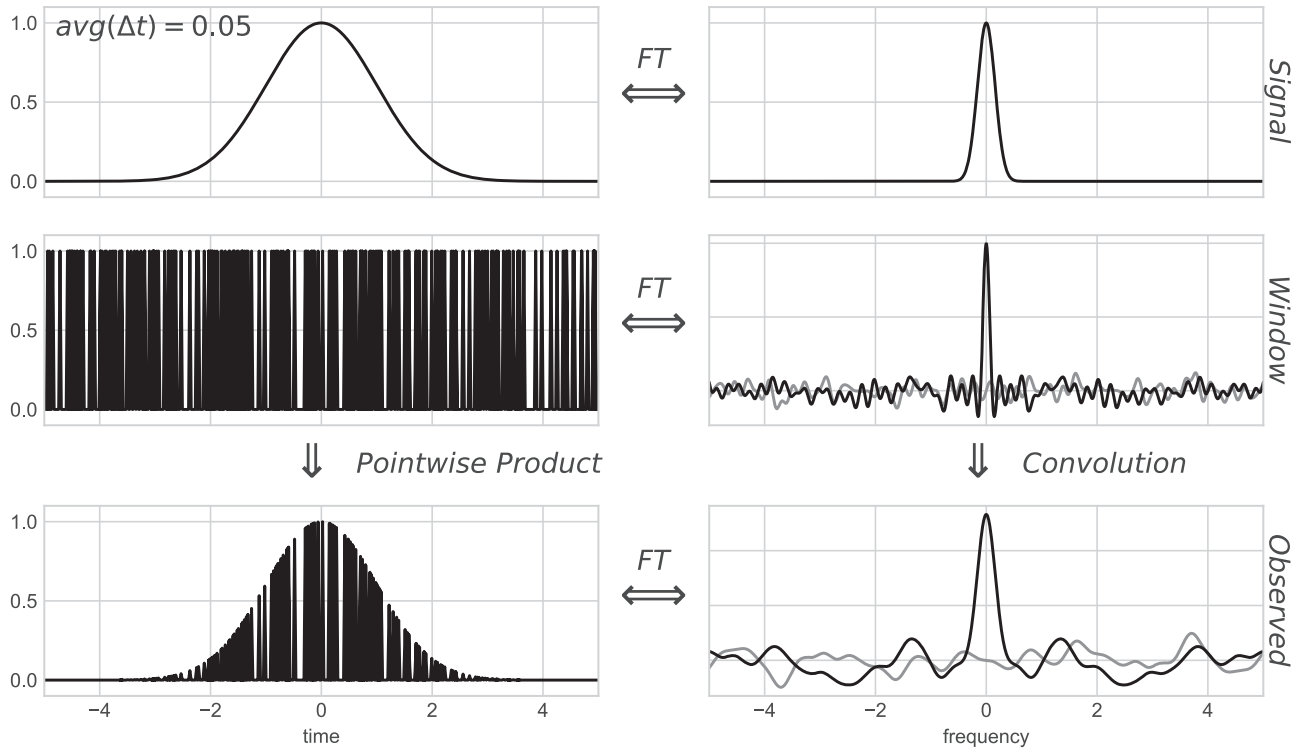 avg(Δt) = 0.05
1.0
0.5
0.0
FT
⟺
Signal
1.0
0.5
0.0
FT
⟺
Window
⇓ Pointwise Product
⇓ Convolution
1.0
0.5
0.0
−4 −2 0 2 4
time
FT
⟺
Observed
−4 −2 0 2 4
frequency